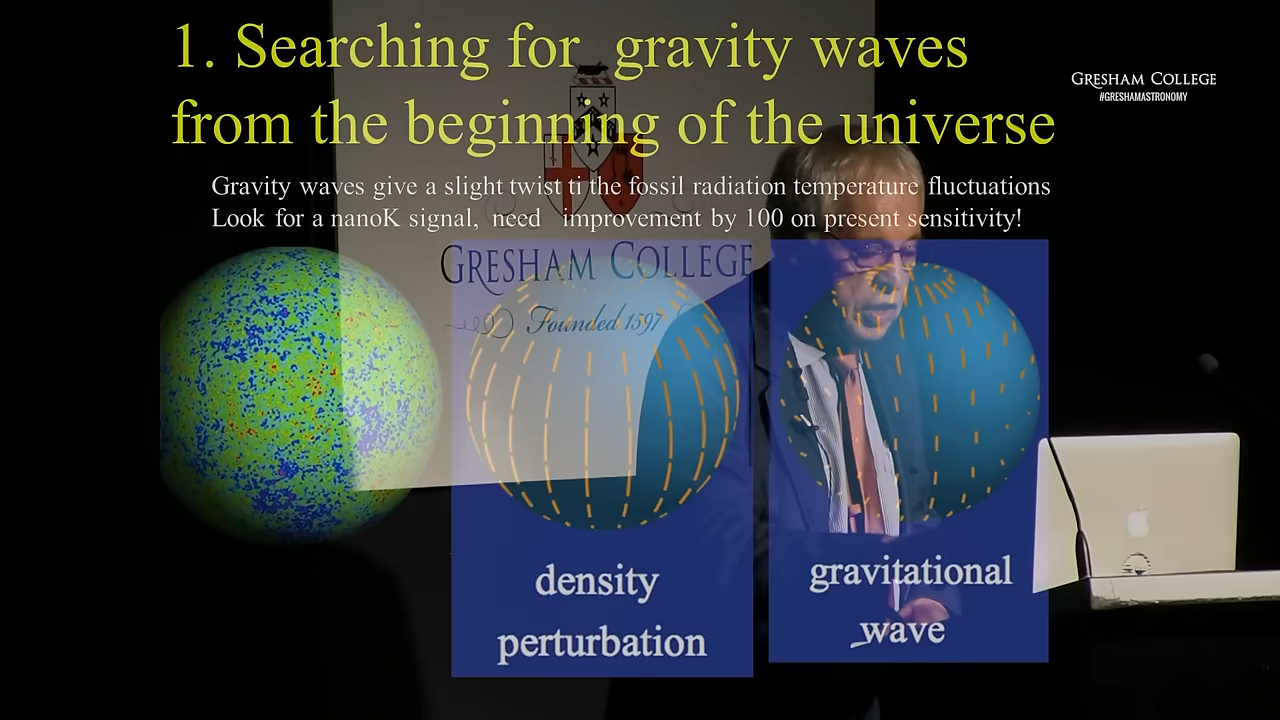 1. Searching for gravity waves
from the beginning of the universe
GRESHAM COLLEGE
#GRESHAMASTRONOMY
Gravity waves give a slight twist ti the fossil radiation temperature fluctuations
Look for a nanoK signal, need improvement by 100 on present sensitivity!
GRESHAM COLLEGE
Founded 1597
density
perturbation
gravitational
wave